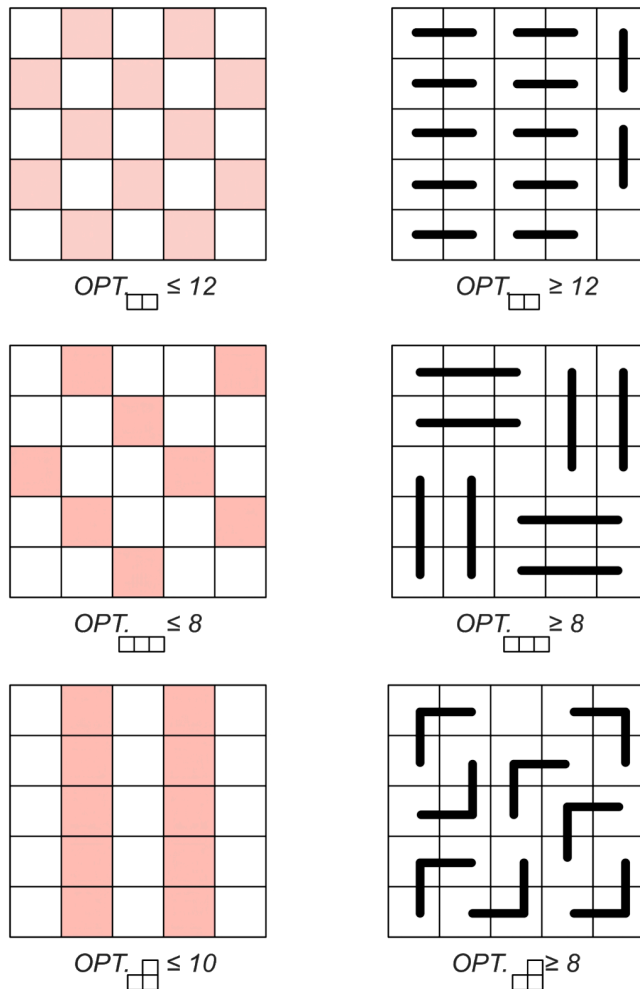 OPT. ≤ 12
OPT. ≥ 12
OPT. ≤ 8
OPT. ≥ 8
OPT. ≤ 10
OPT. ≥ 8